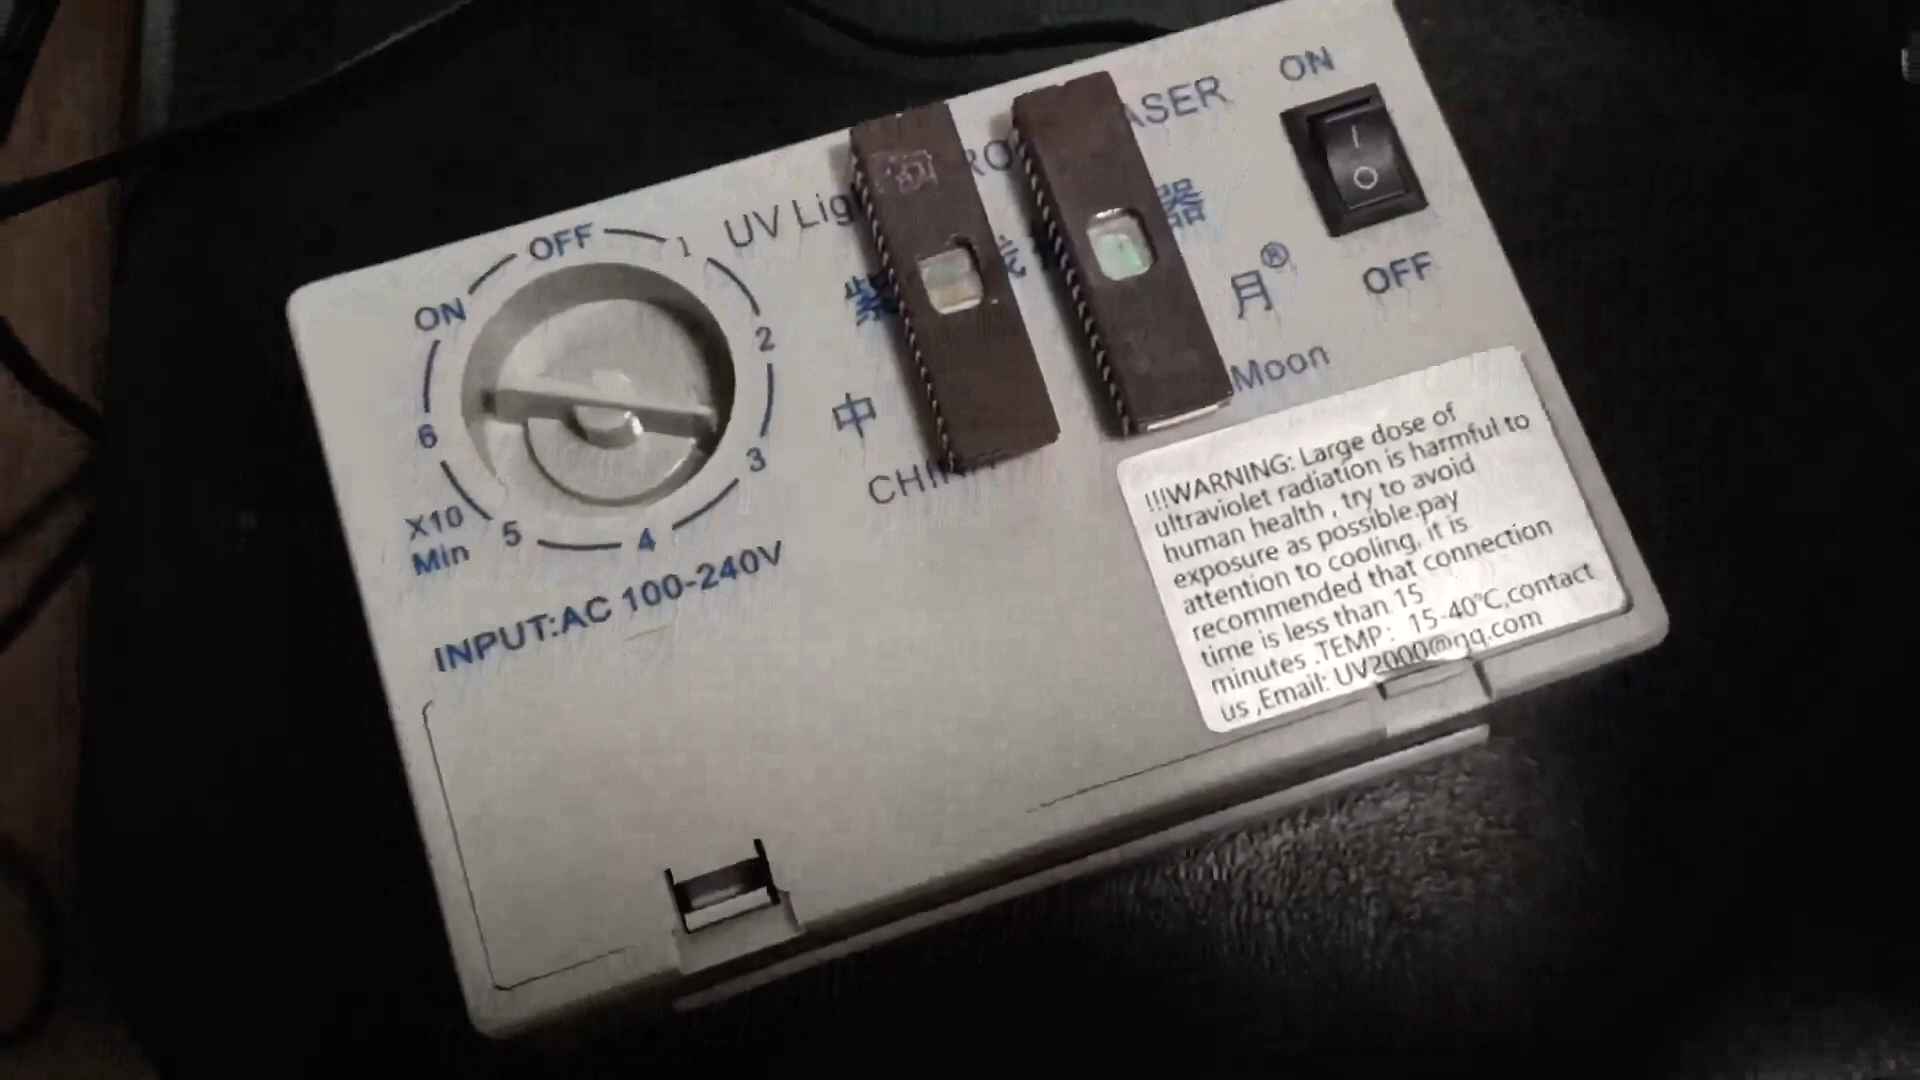 OFF
1
2
3
4
5
6
ON
X10
Min
INPUT:AC 100-240V
UV Lig RO ASER
紫 器
中 月®
CHINA Moon
ON
I
O
OFF
!!!WARNING: Large dose of
ultraviolet radiation is harmful to
human health , try to avoid
exposure as possible.pay
attention to cooling, it is
recommended that connection
time is less than 15
minutes .TEMP: 15-40℃,contact
us ,Email: UV2000@qq.com